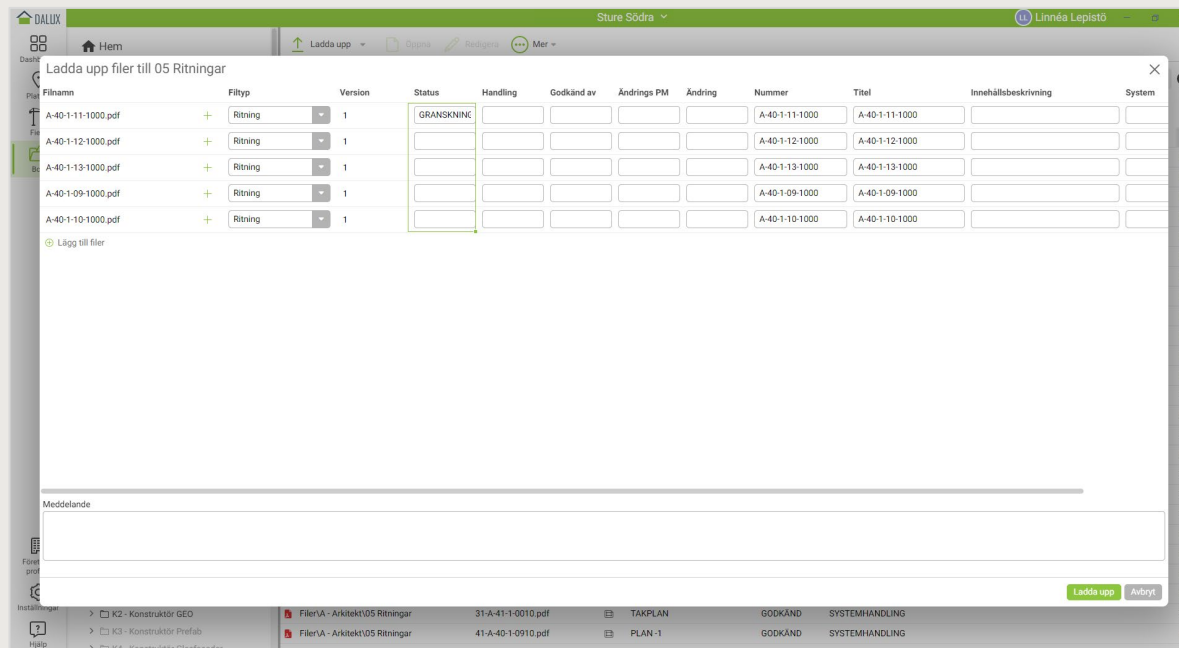 DALUX
Sture Södra
LL Linnéa Lepistö
Hem
Ladda upp Öppna Redigera Mer
Ladda upp filer till 05 Ritningar
Filnamn Filtyp Version Status Handling Godkänd av Ändrings PM Ändring Nummer Titel Innehållsbeskrivning System
A-40-1-11-1000.pdf Ritning 1 GRANSKNING A-40-1-11-1000 A-40-1-11-1000
A-40-1-12-1000.pdf Ritning 1 A-40-1-12-1000 A-40-1-12-1000
A-40-1-13-1000.pdf Ritning 1 A-40-1-13-1000 A-40-1-13-1000
A-40-1-09-1000.pdf Ritning 1 A-40-1-09-1000 A-40-1-09-1000
A-40-1-10-1000.pdf Ritning 1 A-40-1-10-1000 A-40-1-10-1000
Lägg till filer
Meddelande
Ladda upp Avbryt
Inställningar
K2 - Konstruktör GEO Filer\A - Arkitekt\05 Ritningar 31-A-41-1-0010.pdf TAKPLAN GODKÄND SYSTEMHANDLING
K3 - Konstruktör Prefab Filer\A - Arkitekt\05 Ritningar 41-A-40-1-0910.pdf PLAN -1 GODKÄND SYSTEMHANDLING
Hjälp